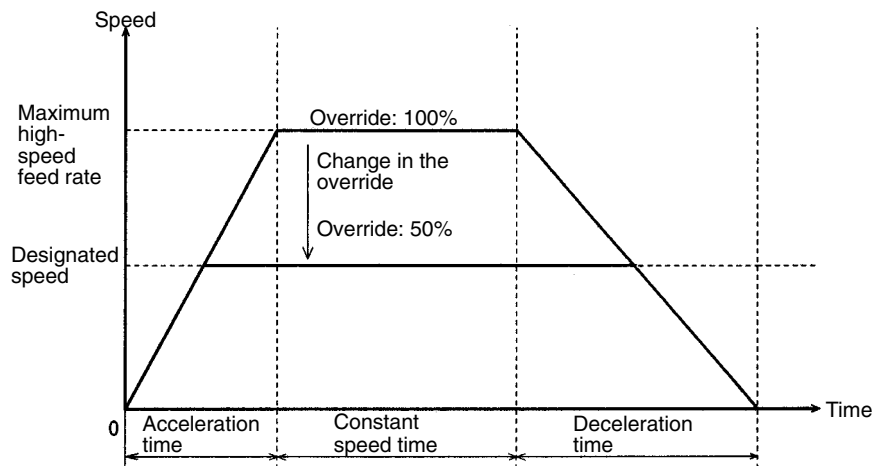 Speed
Maximum
high-
speed
feed rate
Override: 100%
Change in the
override
Override: 50%
Designated
speed
0
Time
Acceleration
time
Constant
speed time
Deceleration
time